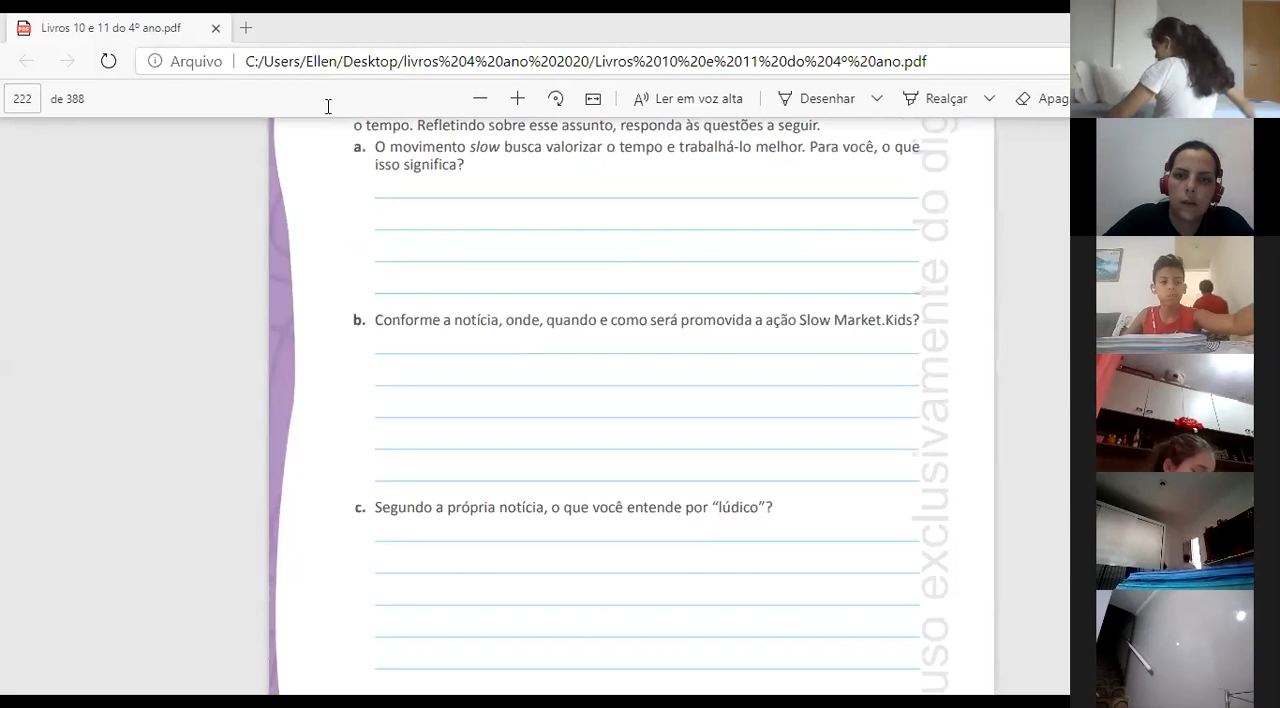 Livros 10 e 11 do 4º ano.pdf
Arquivo
C:/Users/Ellen/Desktop/livros%204%20ano%202020/Livros%2010%20e%2011%20do%204º%20ano.pdf
222 de 388
Ler em voz alta
Desenhar
Realçar
Apag
o tempo. Refletindo sobre esse assunto, responda às questões a seguir.
a. O movimento slow busca valorizar o tempo e trabalhá-lo melhor. Para você, o que
isso significa?
b. Conforme a notícia, onde, quando e como será promovida a ação Slow Market.Kids?
c. Segundo a própria notícia, o que você entende por “lúdico”?
uso exclusivamente do dig